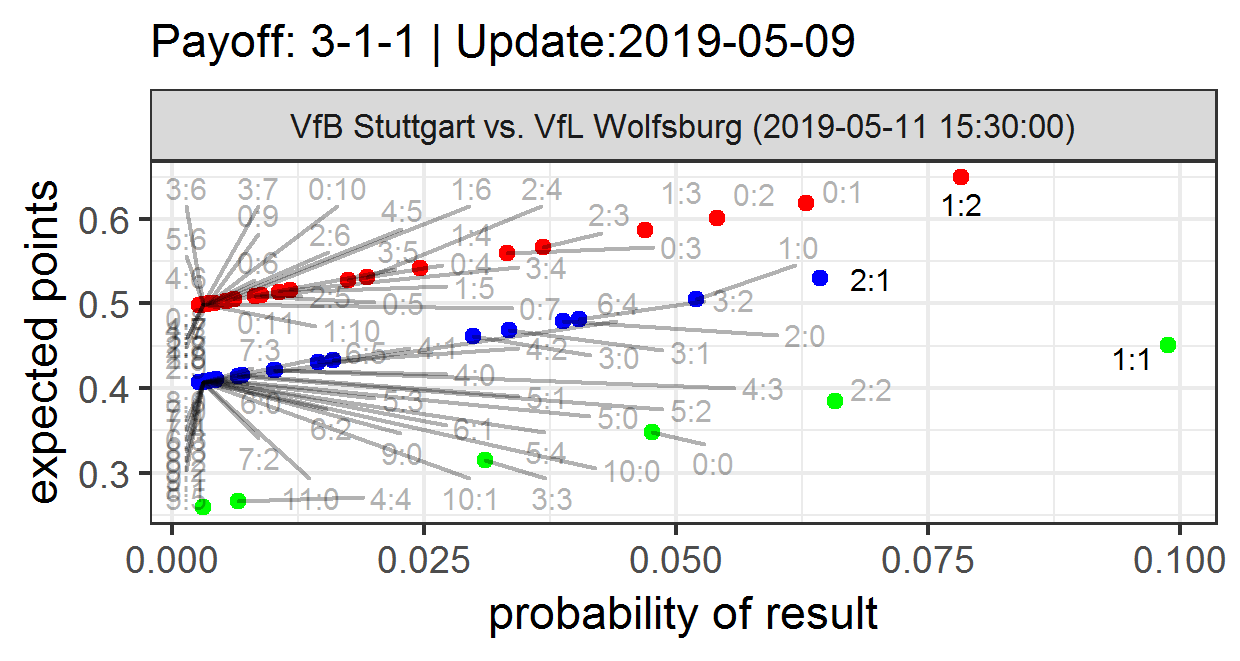 Payoff: 3-1-1 | Update:2019-05-09
VfB Stuttgart vs. VfL Wolfsburg (2019-05-11 15:30:00)
expected points
0.6
0.5
0.4
0.3
3:6 3:7 0:10 1:6 2:4 1:3 0:2 0:1
0:9 4:5 2:3 1:2
5:6 2:6 1:4 0:3 1:0
4:6 0:6 3:5 0:4 3:4
2:5 0:5 1:5 0:7 6:4 3:2 2:1
0:11 1:10 2:0
7:3 6:5 4:1 4:2 3:0 3:1 1:1
4:0 4:3 2:2
6:0 5:3 5:1 5:0 5:2
6:2 6:1
7:2 9:0 5:4 10:0 0:0
11:0 4:4 10:1 3:3
0.000 0.025 0.050 0.075 0.100
probability of result